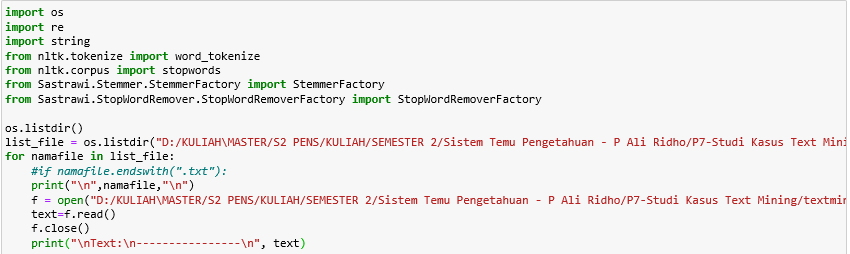 import os
import re
import string
from nltk.tokenize import word_tokenize
from nltk.corpus import stopwords
from Sastrawi.Stemmer.StemmerFactory import StemmerFactory
from Sastrawi.StopWordRemover.StopWordRemoverFactory import StopWordRemoverFactory
os.listdir()
list_file = os.listdir("D:/KULIAH\MASTER/S2 PENS/KULIAH/SEMESTER 2/Sistem Temu Pengetahuan - P Ali Ridho/P7-Studi Kasus Text Mini
for namafile in list_file:
    #if namafile.endswith(".txt"):
    print("\n",namafile,"\n")
    f = open("D:/KULIAH\MASTER/S2 PENS/KULIAH/SEMESTER 2/Sistem Temu Pengetahuan - P Ali Ridho/P7-Studi Kasus Text Mining/textmin
    text=f.read()
    f.close()
    print("\nText:\n----------------\n", text)